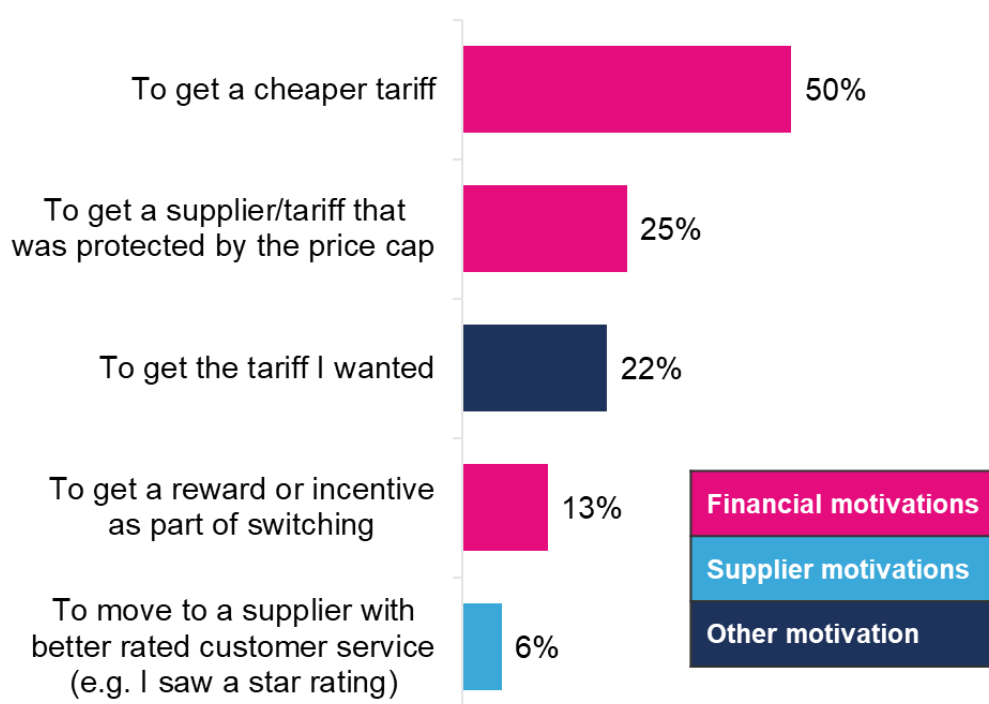 To get a cheaper tariff
50%
To get a supplier/tariff that
was protected by the price cap
25%
To get the tariff I wanted
22%
To get a reward or incentive
as part of switching
13%
To move to a supplier with
better rated customer service
(e.g. I saw a star rating)
6%
Financial motivations
Supplier motivations
Other motivation